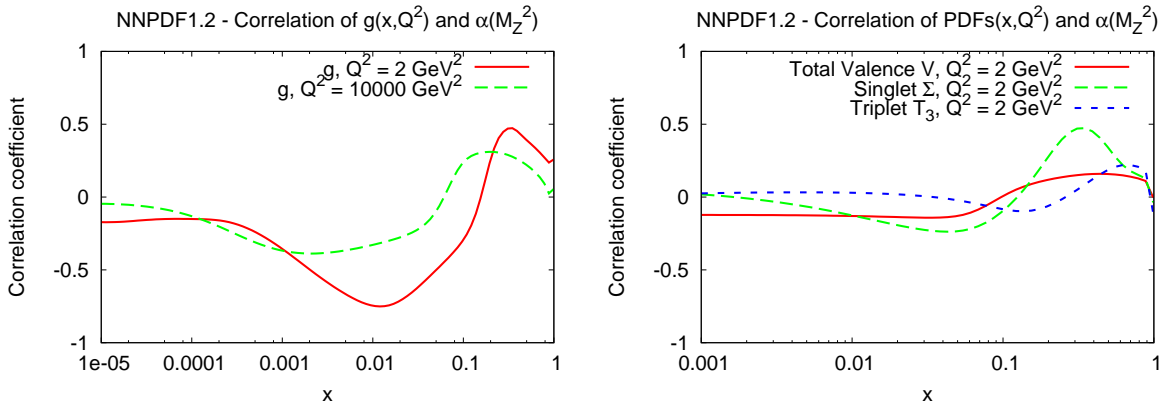 NNPDF1.2 - Correlation of g(x,Q²) and α(M_Z²)
g, Q² = 2 GeV²
g, Q² = 10000 GeV²
Correlation coefficient
1
0.5
0
-0.5
-1
1e-05 0.0001 0.001 0.01 0.1 1
x
NNPDF1.2 - Correlation of PDFs(x,Q²) and α(M_Z²)
Total Valence V, Q² = 2 GeV²
Singlet Σ, Q² = 2 GeV²
Triplet T₃, Q² = 2 GeV²
Correlation coefficient
1
0.5
0
-0.5
-1
0.001 0.01 0.1 1
x